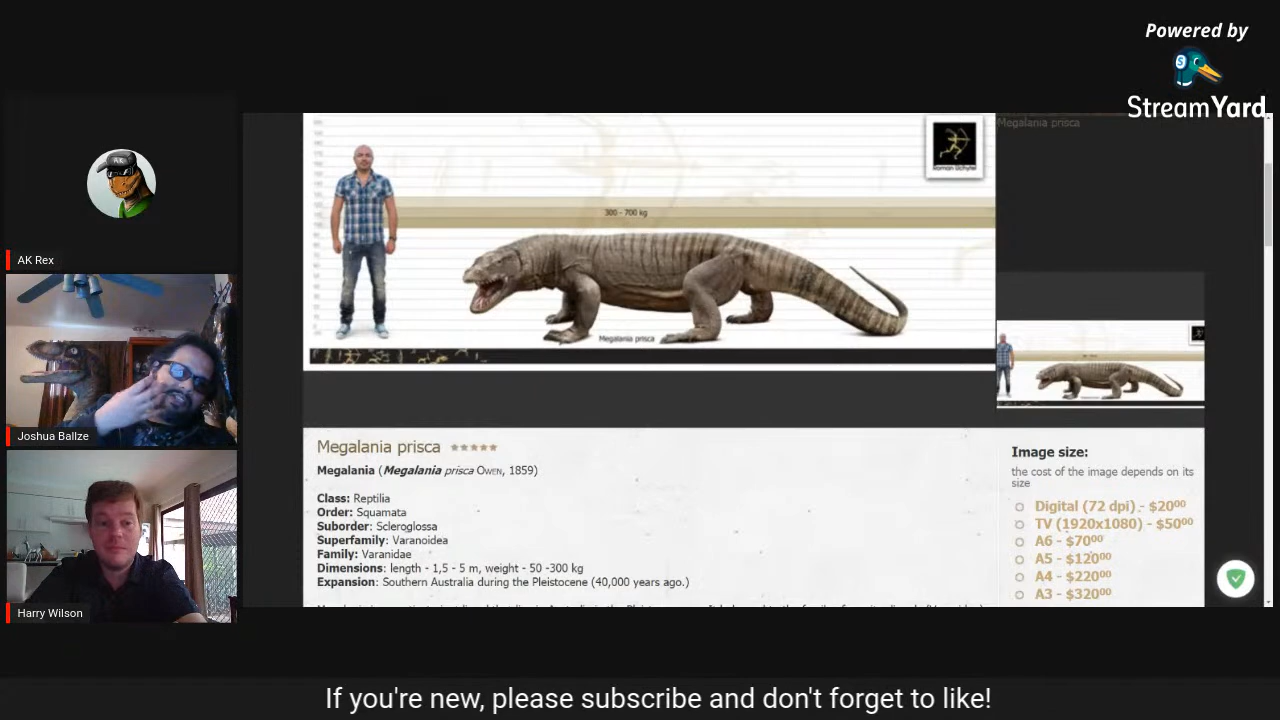 Powered by
StreamYard
AK Rex
Joshua Ballze
Harry Wilson
Megalania prisca
300 - 700 kg
Roman Uchytel
Megalania prisca
Megalania prisca
Megalania (Megalania prisca OWEN, 1859)
Class: Reptilia
Order: Squamata
Suborder: Scleroglossa
Superfamily: Varanoidea
Family: Varanidae
Dimensions: length - 1,5 - 5 m, weight - 50 -300 kg
Expansion: Southern Australia during the Pleistocene (40,000 years ago.)
Image size:
the cost of the image depends on its
size
Digital (72 dpi) - $20⁰⁰
TV (1920x1080) - $50⁰⁰
A6 - $70⁰⁰
A5 - $120⁰⁰
A4 - $220⁰⁰
A3 - $320⁰⁰
If you're new, please subscribe and don't forget to like!